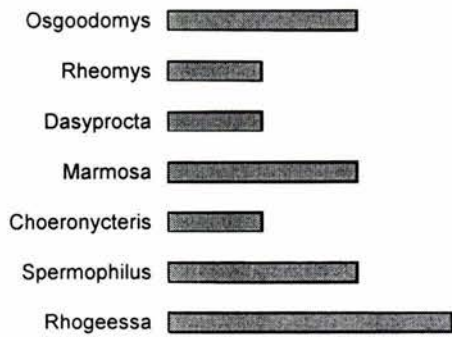 Osgoodomys
Rheomys
Dasyprocta
Marmosa
Choeronycteris
Spermophilus
Rhogeessa